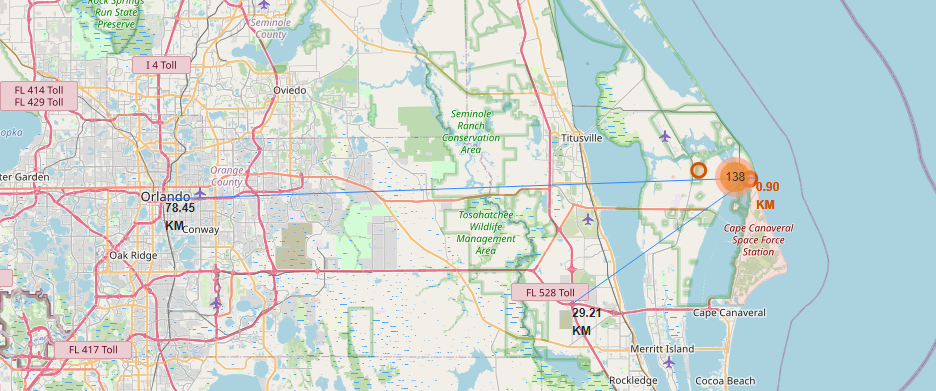 Rock Springs
Run State
Preserve
Seminole
County
I 4 Toll
FL 414 Toll
FL 429 Toll
Oviedo
opka
Seminole
Ranch
Conservation
Area
Titusville
ter Garden
Orange
County
138
0.90
KM
Orlando
78.45
KM
Conway
Tosohatchee
Wildlife
Management
Area
Cape Canaveral
Space Force
Station
Oak Ridge
FL 528 Toll
29.21
KM
Cape Canaveral
FL 417 Toll
Merritt Island
Rockledge
Cocoa Beach